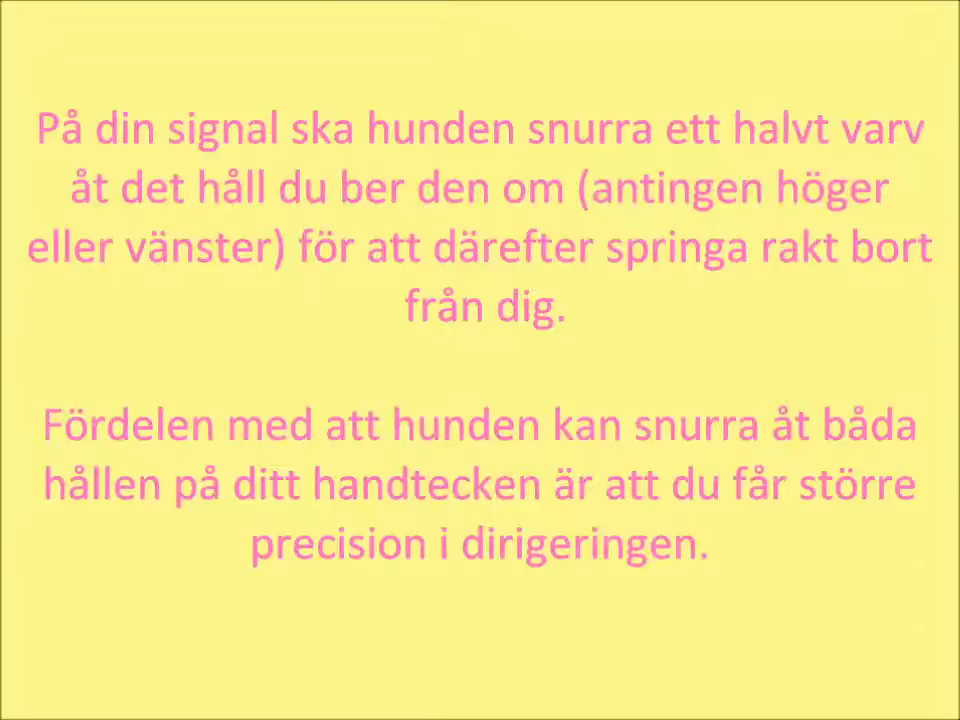 På din signal ska hunden snurra ett halvt varv
åt det håll du ber den om (antingen höger
eller vänster) för att därefter springa rakt bort
från dig.
Fördelen med att hunden kan snurra åt båda
hållen på ditt handtecken är att du får större
precision i dirigeringen.